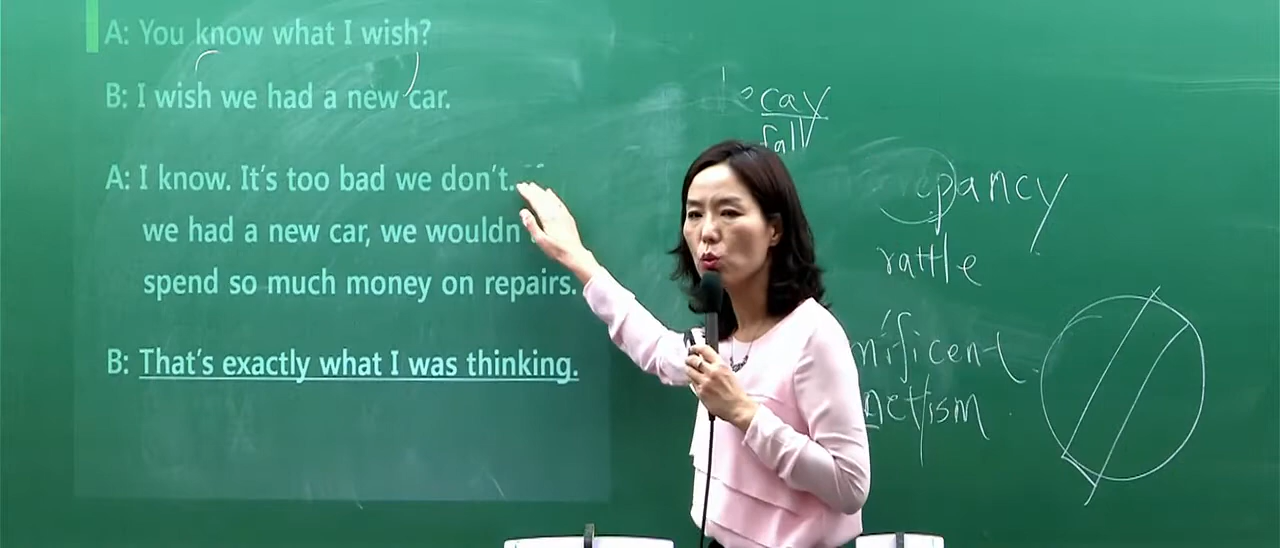 A: You know what I wish?
B: I wish we had a new car.
A: I know. It's too bad we don't.
we had a new car, we wouldn
spend so much money on repairs.
B: That's exactly what I was thinking.
fall
rattle